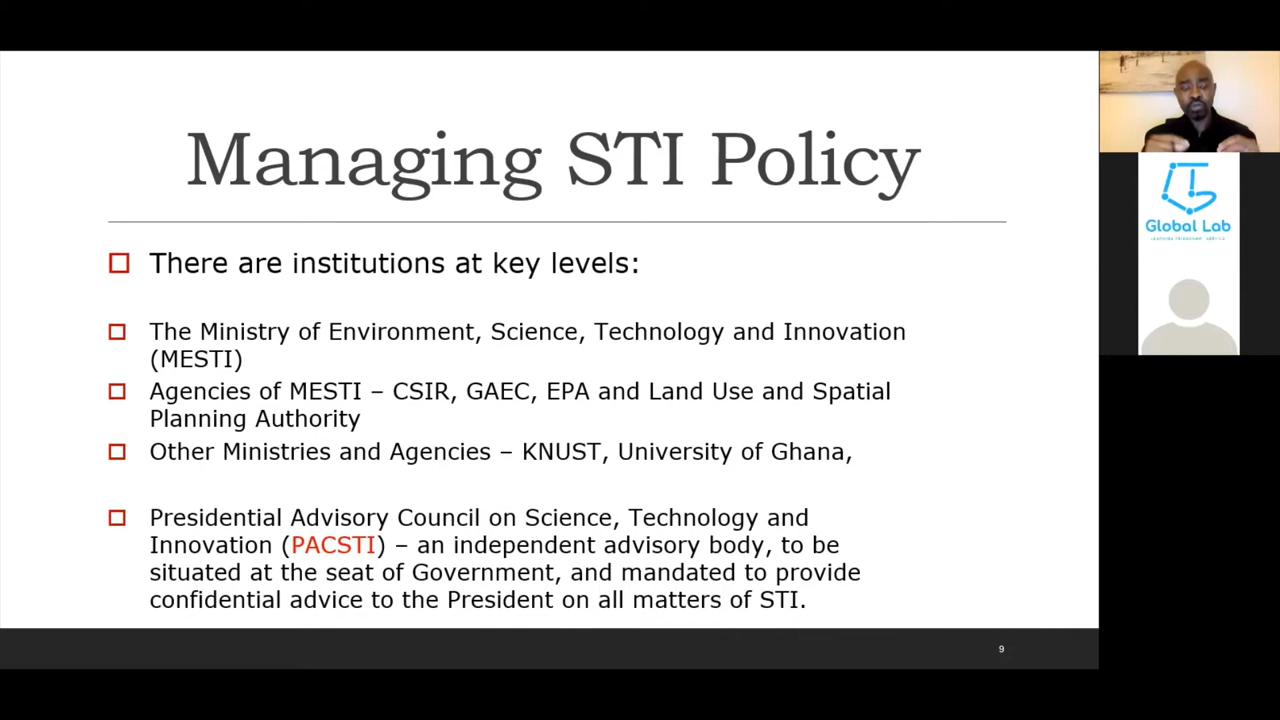 Managing STI Policy
There are institutions at key levels:
The Ministry of Environment, Science, Technology and Innovation
(MESTI)
Agencies of MESTI – CSIR, GAEC, EPA and Land Use and Spatial
Planning Authority
Other Ministries and Agencies – KNUST, University of Ghana,
Presidential Advisory Council on Science, Technology and
Innovation (PACSTI) – an independent advisory body, to be
situated at the seat of Government, and mandated to provide
confidential advice to the President on all matters of STI.
9
Global Lab